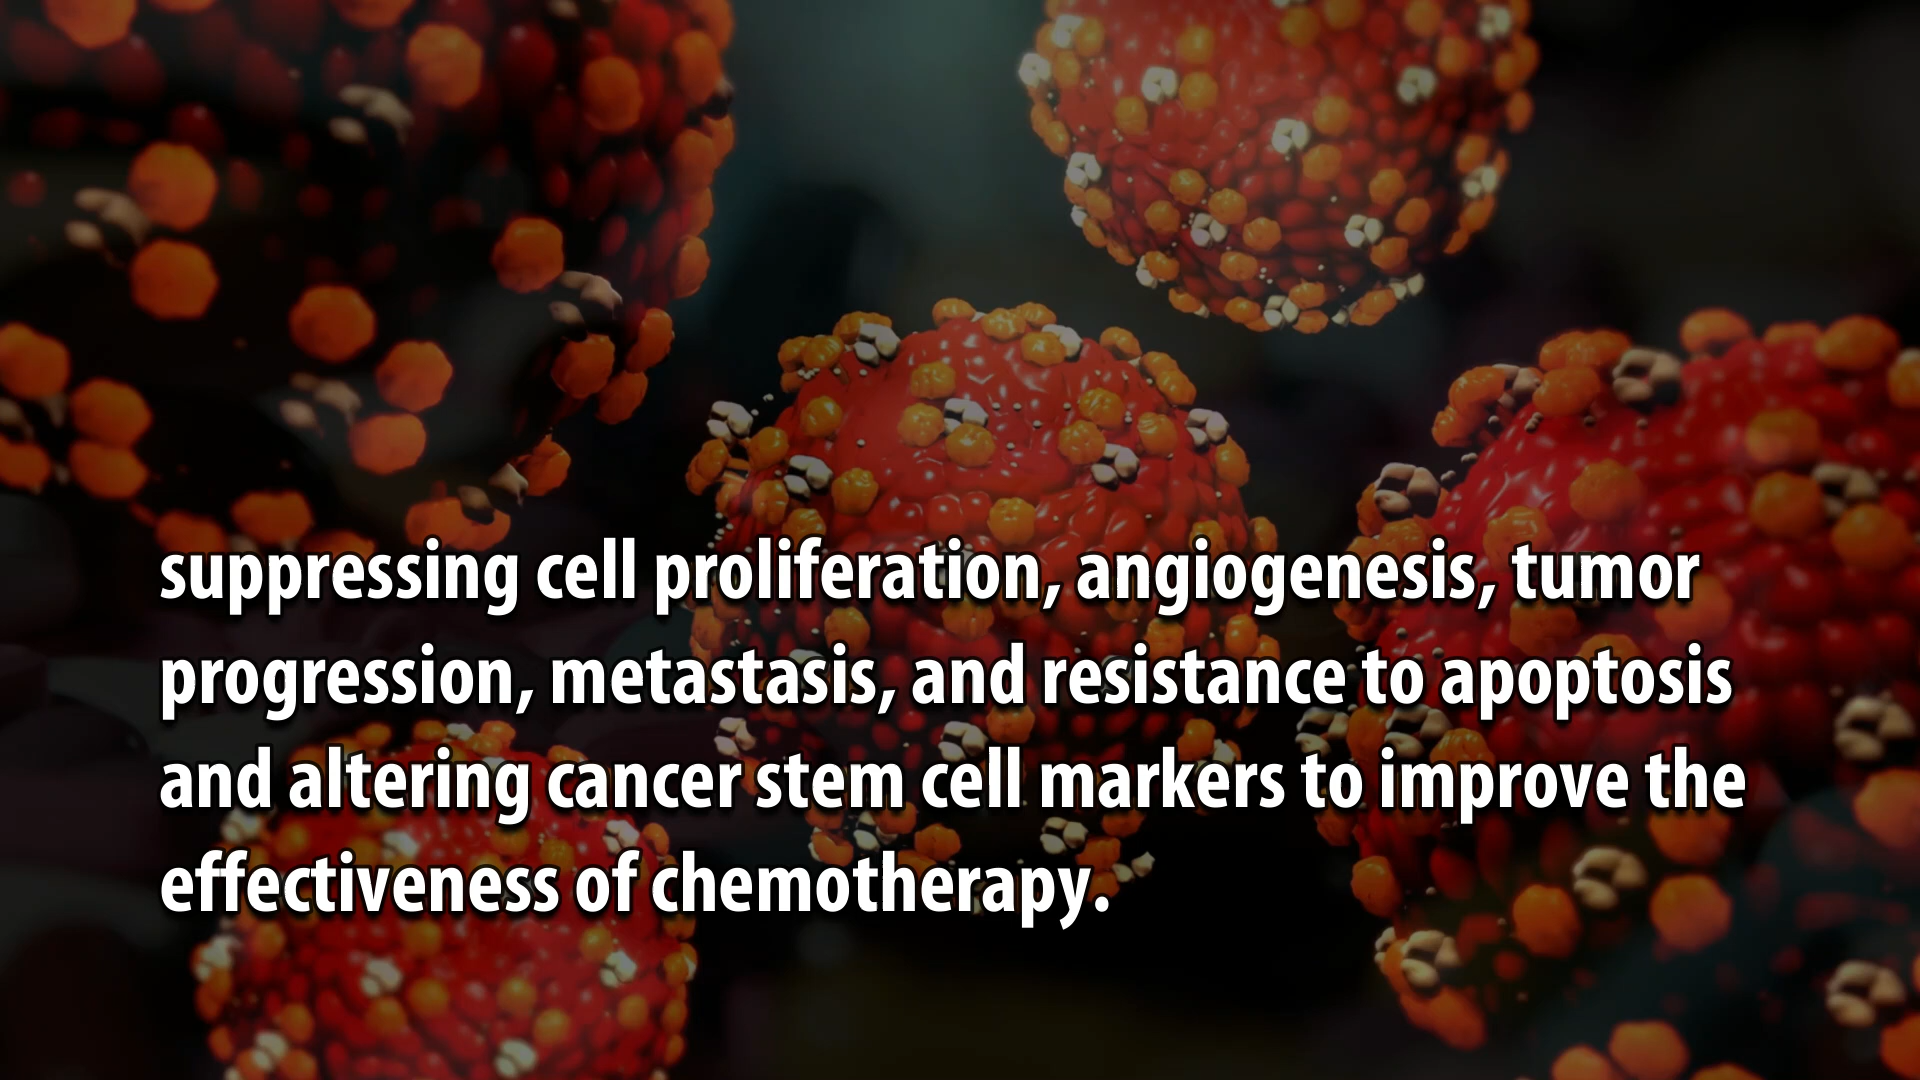 suppressing cell proliferation, angiogenesis, tumor
progression, metastasis, and resistance to apoptosis
and altering cancer stem cell markers to improve the
effectiveness of chemotherapy.